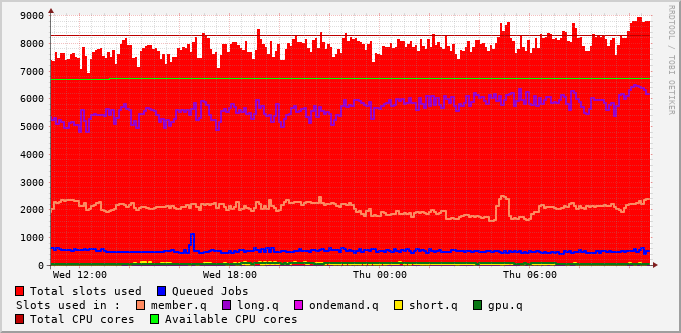 9000
8000
7000
6000
5000
4000
3000
2000
1000
0
Wed 12:00 Wed 18:00 Thu 00:00 Thu 06:00
RRDTOOL / TOBI OETIKER
Total slots used Queued Jobs
Slots used in : member.q long.q ondemand.q short.q gpu.q
Total CPU cores Available CPU cores